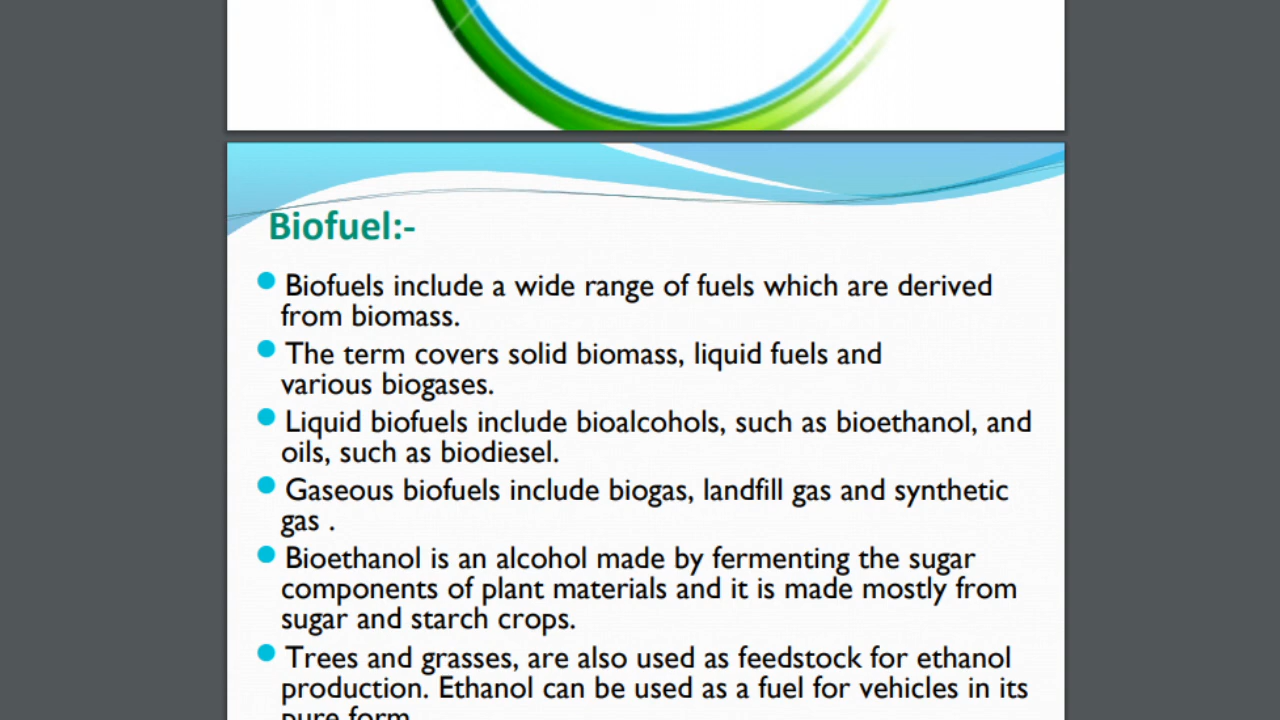 Biofuel:-
Biofuels include a wide range of fuels which are derived
from biomass.
The term covers solid biomass, liquid fuels and
various biogases.
Liquid biofuels include bioalcohols, such as bioethanol, and
oils, such as biodiesel.
Gaseous biofuels include biogas, landfill gas and synthetic
gas .
Bioethanol is an alcohol made by fermenting the sugar
components of plant materials and it is made mostly from
sugar and starch crops.
Trees and grasses, are also used as feedstock for ethanol
production. Ethanol can be used as a fuel for vehicles in its
pure form